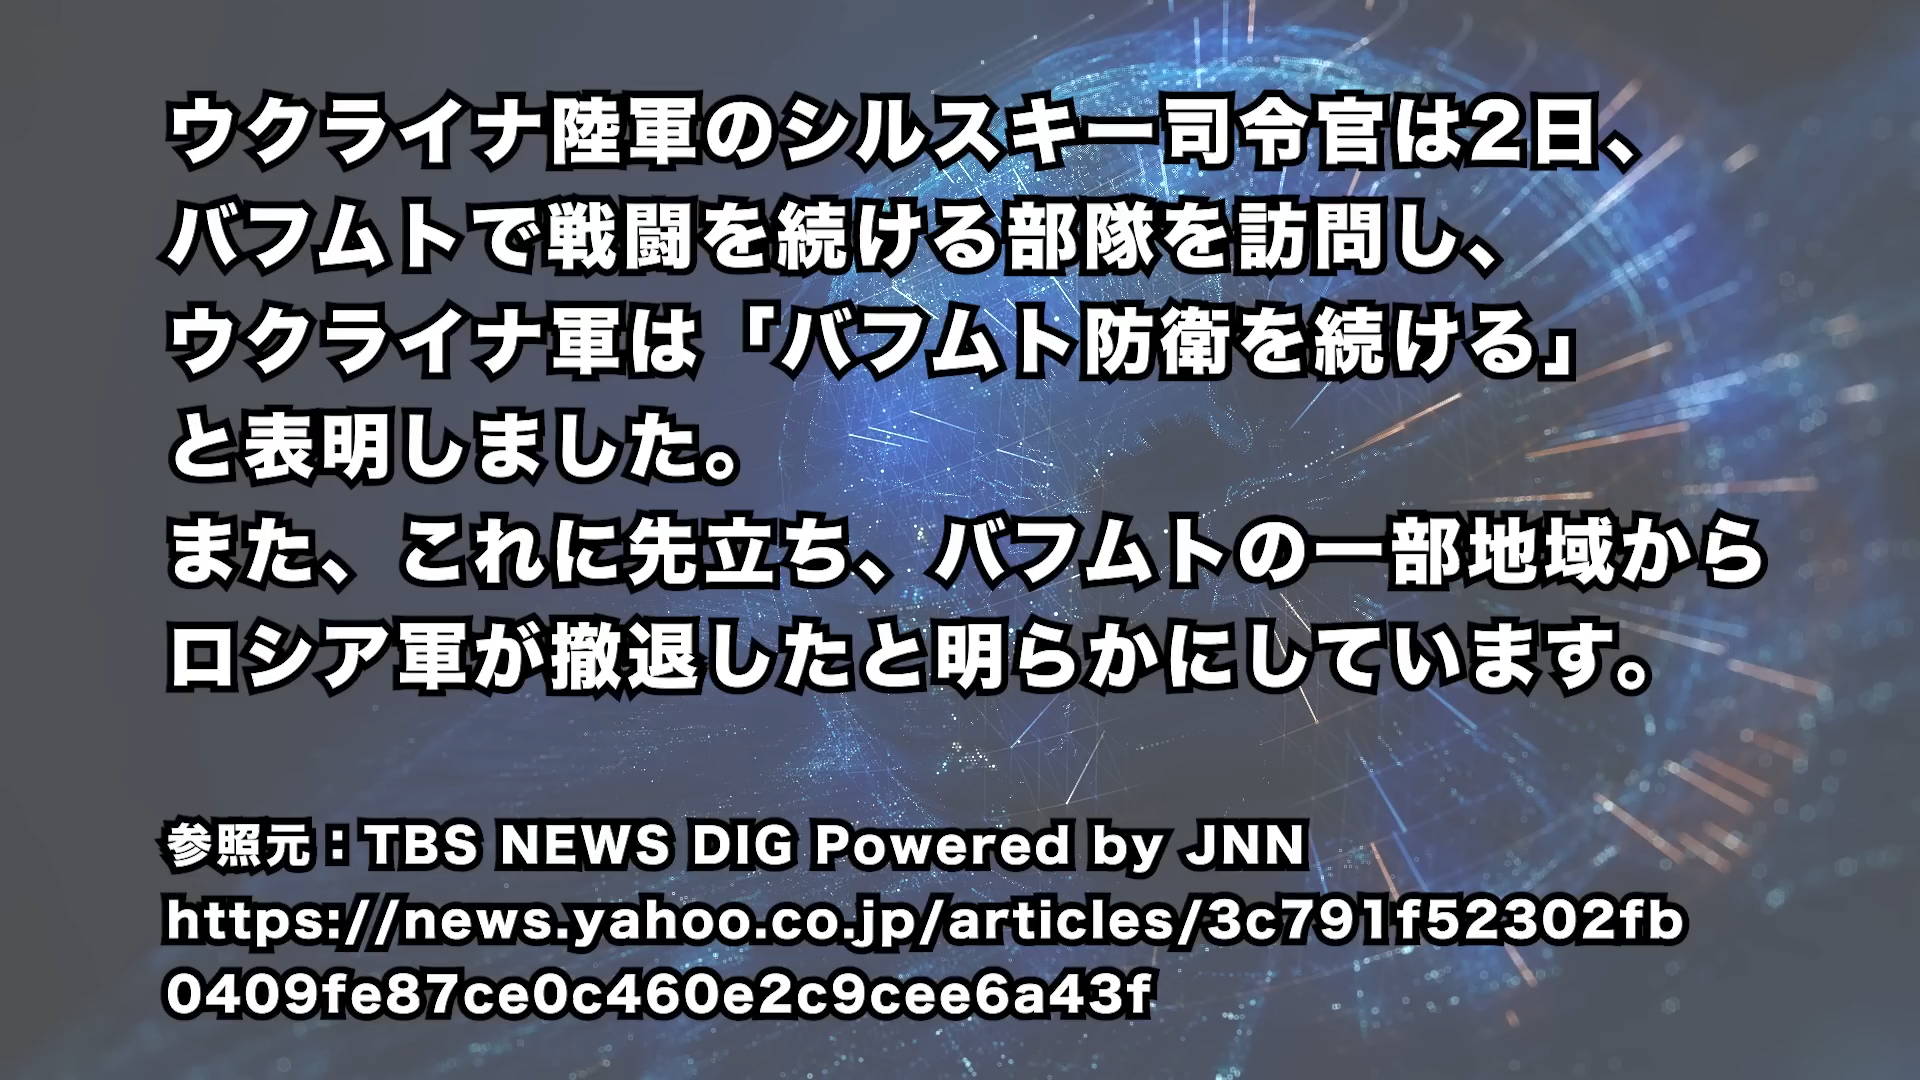 ウクライナ陸軍のシルスキー司令官は2日、
バフムトで戦闘を続ける部隊を訪問し、
ウクライナ軍は「バフムト防衛を続ける」
と表明しました。
また、これに先立ち、バフムトの一部地域から
ロシア軍が撤退したと明らかにしています。
参照元：TBS NEWS DIG Powered by JNN
https://news.yahoo.co.jp/articles/3c791f52302fb
0409fe87ce0c460e2c9cee6a43f